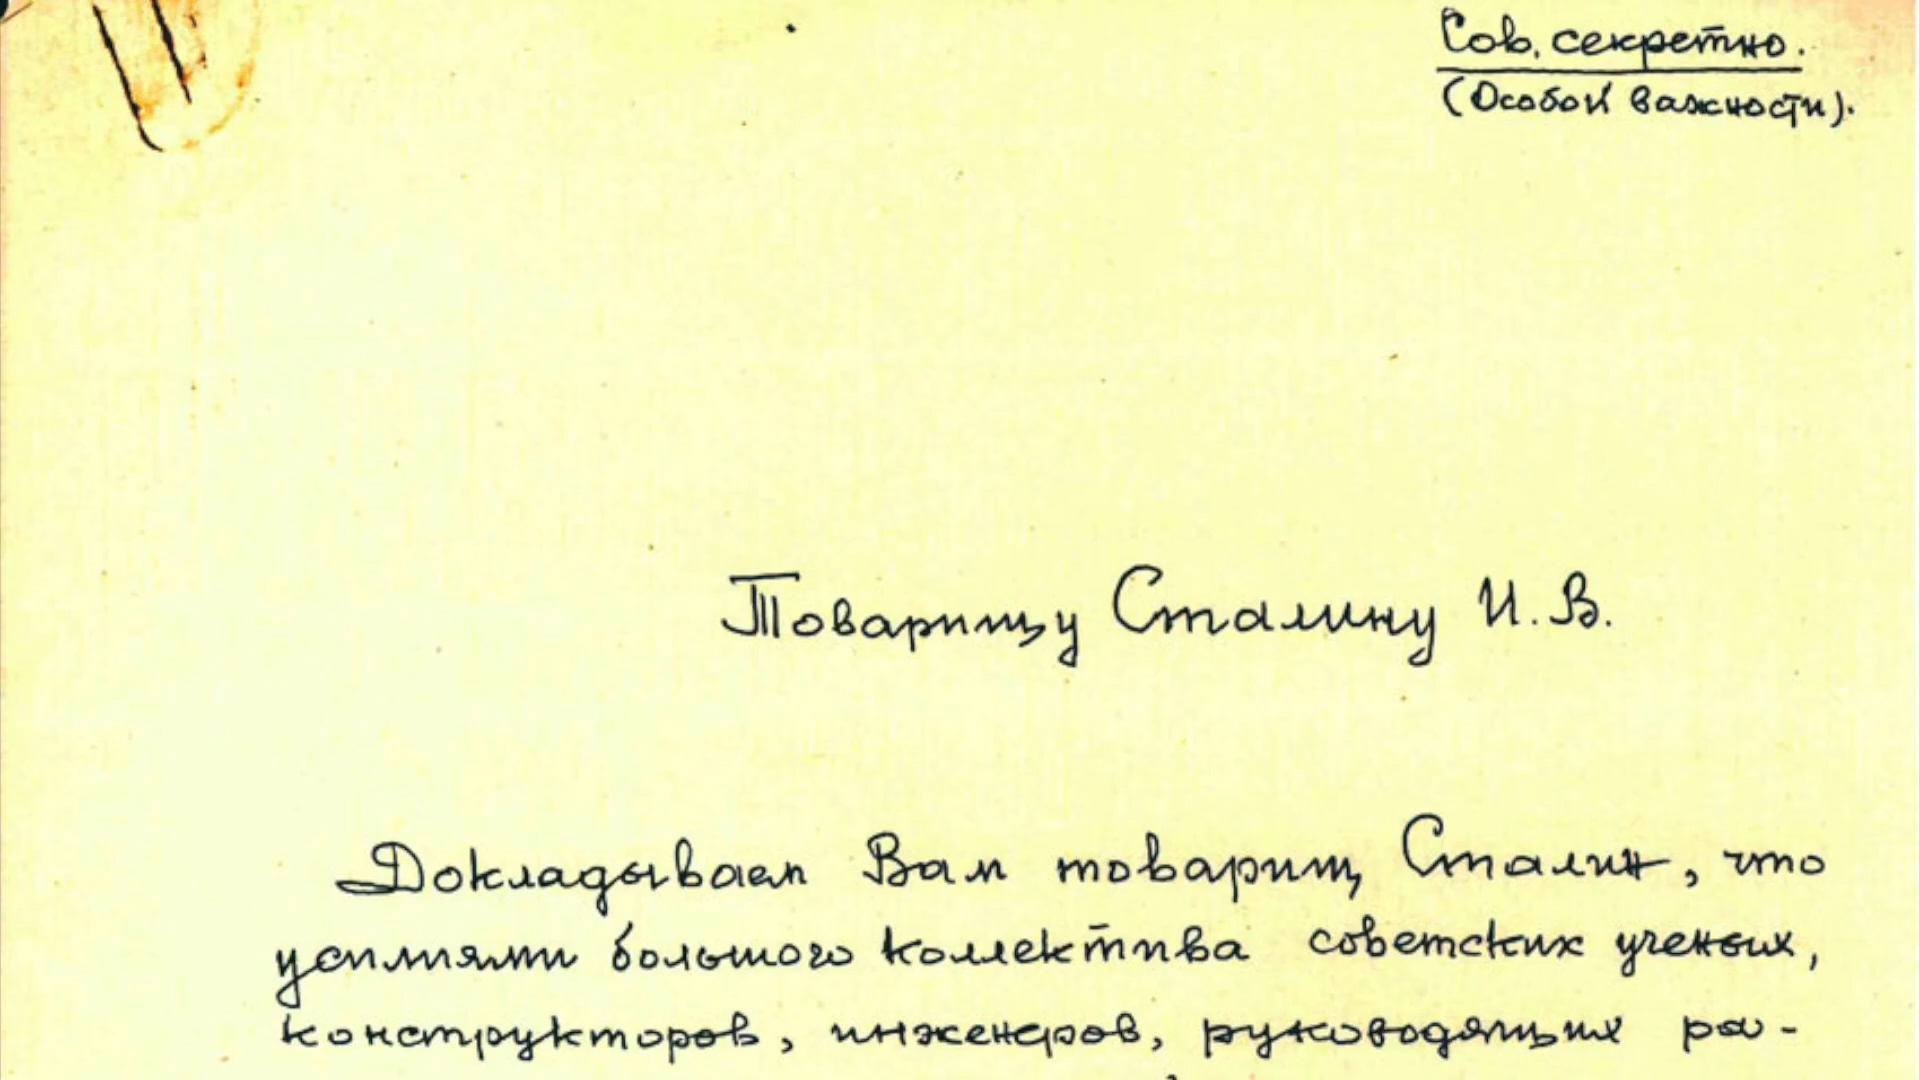 Сов. секретно.
(Особой важности).
Товарищу Сталину И.В.
Докладываем Вам товарищ Сталин, что
усилиями большого коллектива советских ученых,
конструкторов, инженеров, руководящих ра-